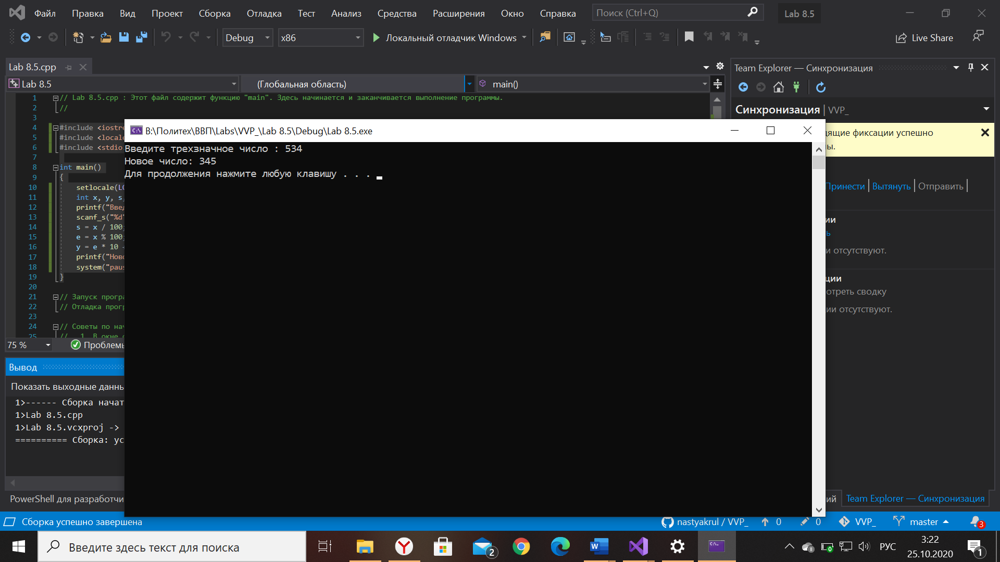 Файл Правка Вид Проект Сборка Отладка Тест Анализ Средства Расширения Окно Справка Поиск (Ctrl+Q) Lab 8.5
Debug x86 Локальный отладчик Windows Live Share
Lab 8.5.cpp
Team Explorer — Синхронизация
Lab 8.5 (Глобальная область) main()
1 // Lab 8.5.cpp : Этот файл содержит функцию "main". Здесь начинается и заканчивается выполнение программы.
2 //
3
Синхронизация | VVP_
4 #include <iostre
5 #include <locale
6 #include <stdio
7
8 int main()
9 {
10 setlocale(LC
11 int x, y, s,
12 printf("Введ
13 scanf_s("%d"
14 s = x / 100;
15 e = x % 100;
16 y = e * 10
17 printf("Ново
18 system("paus
19 }
20
21 // Запуск програ
22 // Отладка прогр
23
24 // Советы по нач
25 // 1. В окне о
75 % Проблемы
B:\Политех\ВВП\Labs\VVP_\Lab 8.5\Debug\Lab 8.5.exe
Введите трехзначное число : 534
Новое число: 345
Для продолжения нажмите любую клавишу . . .
дящие фиксации успешно
ы.
Принести | Вытянуть | Отправить |
ии
ь
и отсутствуют.
ции
отреть сводку
ии отсутствуют.
Вывод
Показать выходные данны
1>------ Сборка начат
1>Lab 8.5.cpp
1>Lab 8.5.vcxproj ->
========== Сборка: ус
PowerShell для разработчи
ий Team Explorer — Синхронизация
Сборка успешно завершена nastyakrul / VVP_ 0 0 VVP_ master 3
Введите здесь текст для поиска 2 РУС 3:22
25.10.2020 1